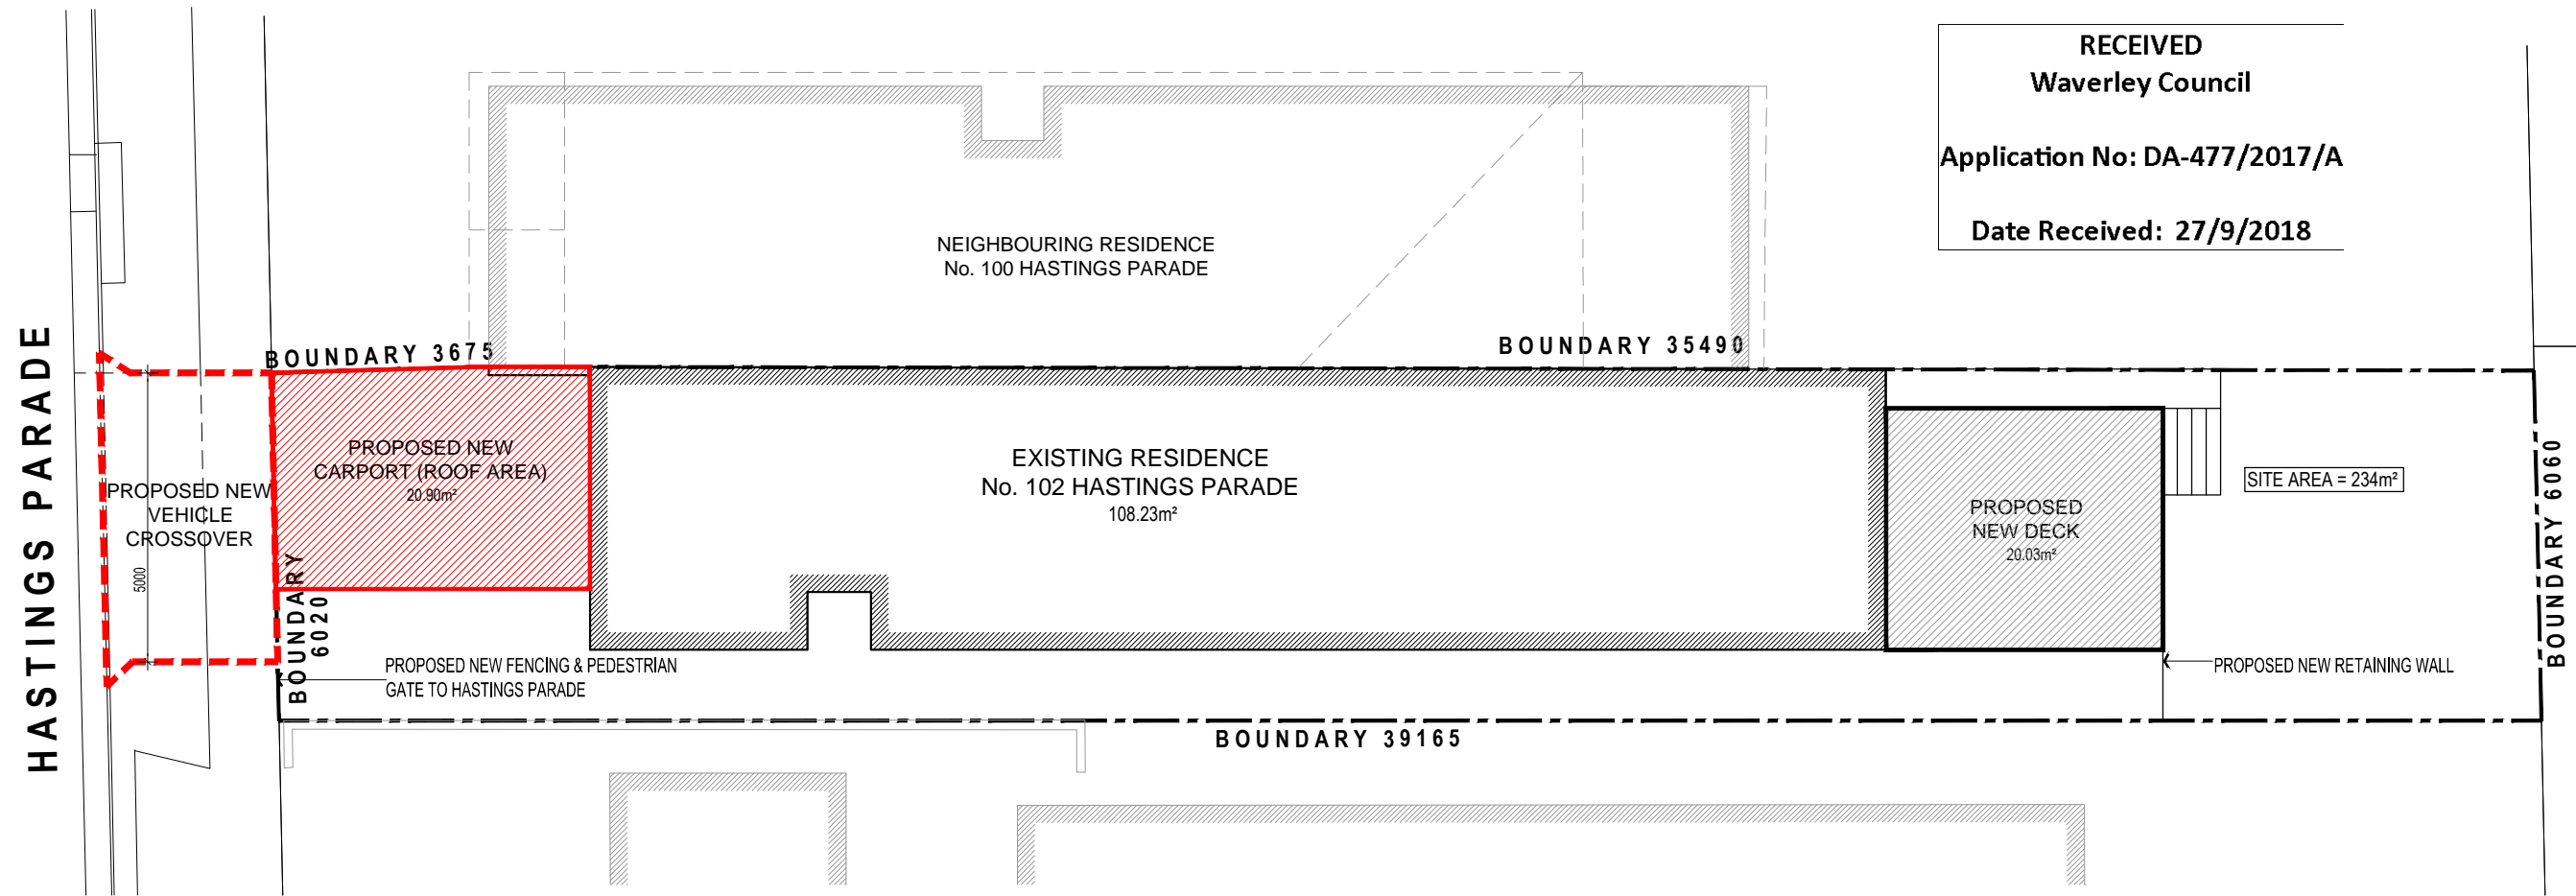 RECEIVED
Waverley Council
Application No: DA-477/2017/A
Date Received: 27/9/2018
NEIGHBOURING RESIDENCE
No. 100 HASTINGS PARADE
HASTINGS PARADE
BOUNDARY 3675
BOUNDARY 35490
PROPOSED NEW
CARPORT (ROOF AREA)
20.90m²
PROPOSED NEW
VEHICLE
CROSSOVER
5000
EXISTING RESIDENCE
No. 102 HASTINGS PARADE
108.23m²
PROPOSED
NEW DECK
20.03m²
SITE AREA = 234m²
BOUNDARY 6060
BOUNDARY
6020
PROPOSED NEW FENCING & PEDESTRIAN
GATE TO HASTINGS PARADE
PROPOSED NEW RETAINING WALL
BOUNDARY 39165